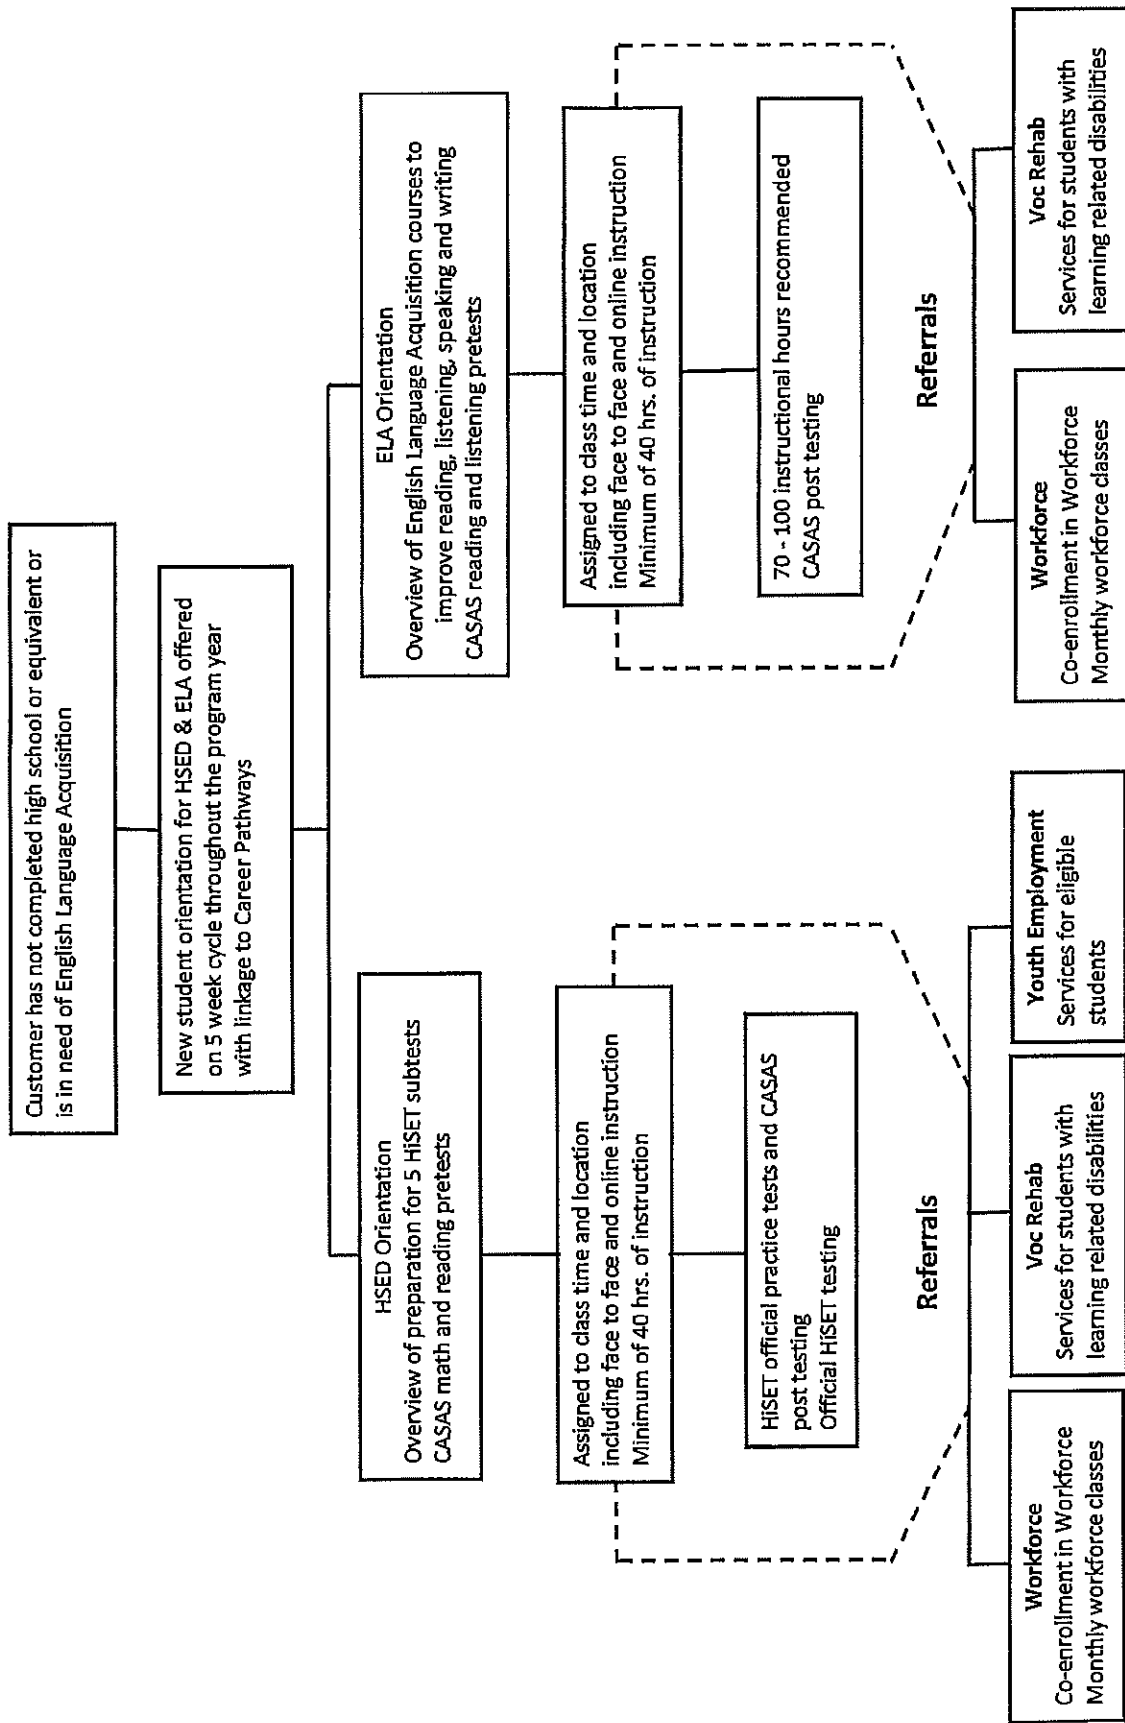 Customer has not completed high school or equivalent or
is in need of English Language Acquisition
New student orientation for HSED & ELA offered
on 5 week cycle throughout the program year
with linkage to Career Pathways
HSED Orientation
Overview of preparation for 5 HiSET subtests
CASAS math and reading pretests
Assigned to class time and location
including face to face and online instruction
Minimum of 40 hrs. of instruction
HiSET official practice tests and CASAS
post testing
Official HiSET testing
Referrals
Workforce
Co-enrollment in Workforce
Monthly workforce classes
Voc Rehab
Services for students with
learning related disabilities
Youth Employment
Services for eligible
students
ELA Orientation
Overview of English Language Acquisition courses to
improve reading, listening, speaking and writing
CASAS reading and listening pretests
Assigned to class time and location
including face to face and online instruction
Minimum of 40 hrs. of instruction
70 - 100 instructional hours recommended
CASAS post testing
Referrals
Workforce
Co-enrollment in Workforce
Monthly workforce classes
Voc Rehab
Services for students with
learning related disabilities